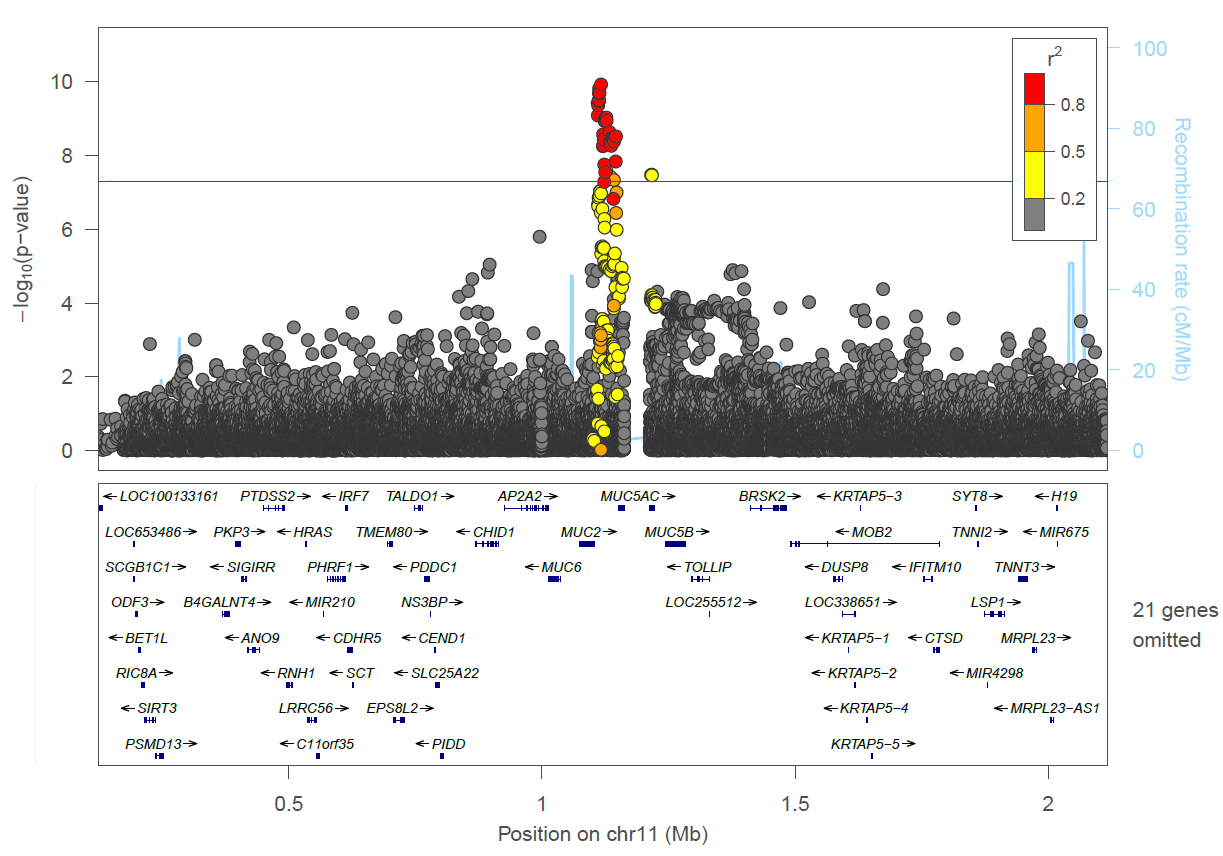 10
8
6
4
2
0
−log10(p−value)
100
80
60
40
20
0
Recombination rate (cM/Mb)
r2
0.8
0.5
0.2
←LOC100133161 PTDSS2→ ←IRF7 TALDO1→ AP2A2→ MUC5AC→ BRSK2→ ←KRTAP5−3 SYT8→ ←H19
LOC653486→ PKP3→ ←HRAS TMEM80→ ←CHID1 MUC2→ MUC5B→ ←MOB2 TNNI2→ ←MIR675
SCGB1C1→ ←SIGIRR PHRF1→ ←PDDC1 ←MUC6 ←TOLLIP ←DUSP8 ←IFITM10 TNNT3→
ODF3→ B4GALNT4→ ←MIR210 NS3BP→ LOC255512→ LOC338651→ LSP1→
←BET1L ←ANO9 ←CDHR5 ←CEND1 ←KRTAP5−1 ←CTSD MRPL23→
RIC8A→ ←RNH1 ←SCT ←SLC25A22 ←KRTAP5−2 ←MIR4298
←SIRT3 LRRC56→ EPS8L2→ ←KRTAP5−4 ←MRPL23−AS1
PSMD13→ ←C11orf35 ←PIDD KRTAP5−5→
21 genes
omitted
0.5 1 1.5 2
Position on chr11 (Mb)